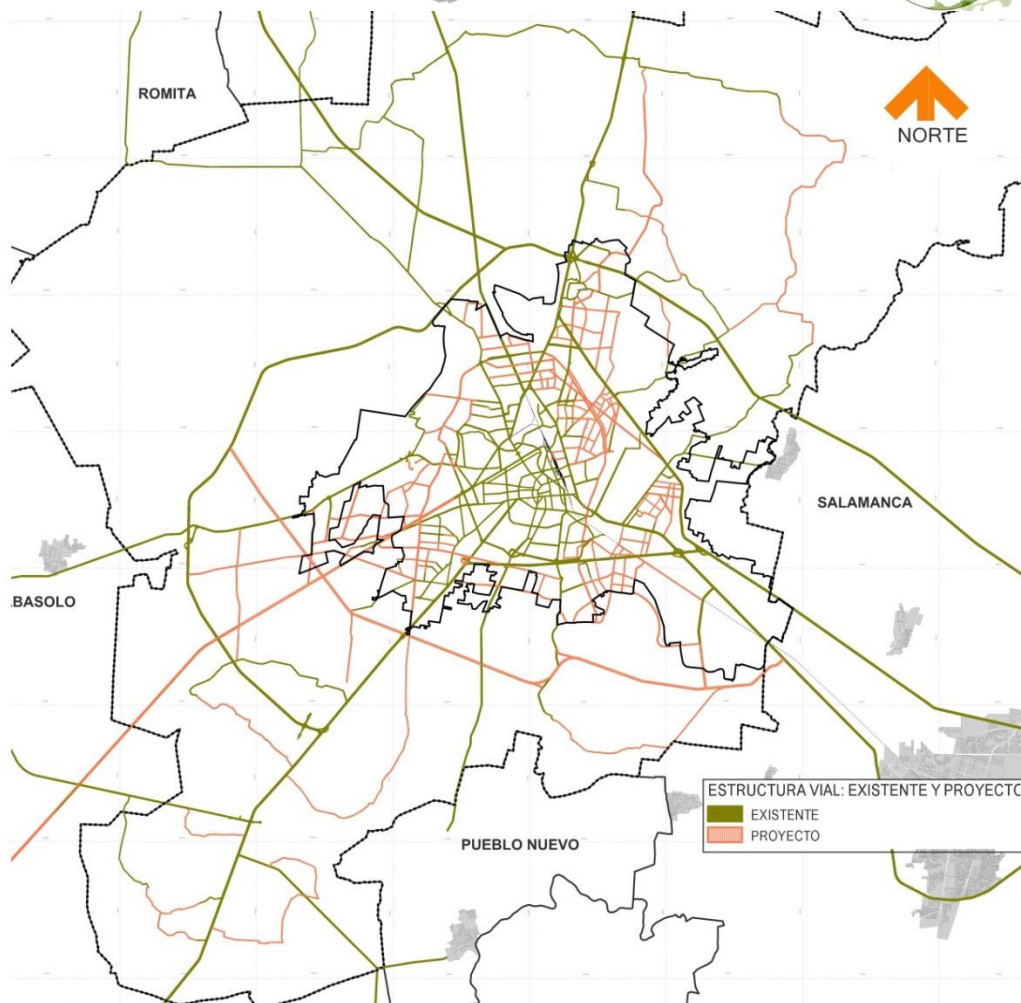 ROMITA
NORTE
SALAMANCA
.BASOLO
PUEBLO NUEVO
ESTRUCTURA VIAL: EXISTENTE Y PROYECTO
EXISTENTE
PROYECTO